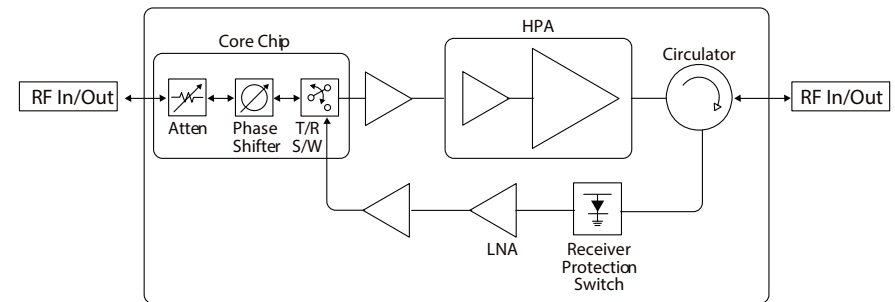 HPA
Core Chip
Circulator
RF In/Out
RF In/Out
Atten
Phase
Shifter
T/R
S/W
LNA
Receiver
Protection
Switch